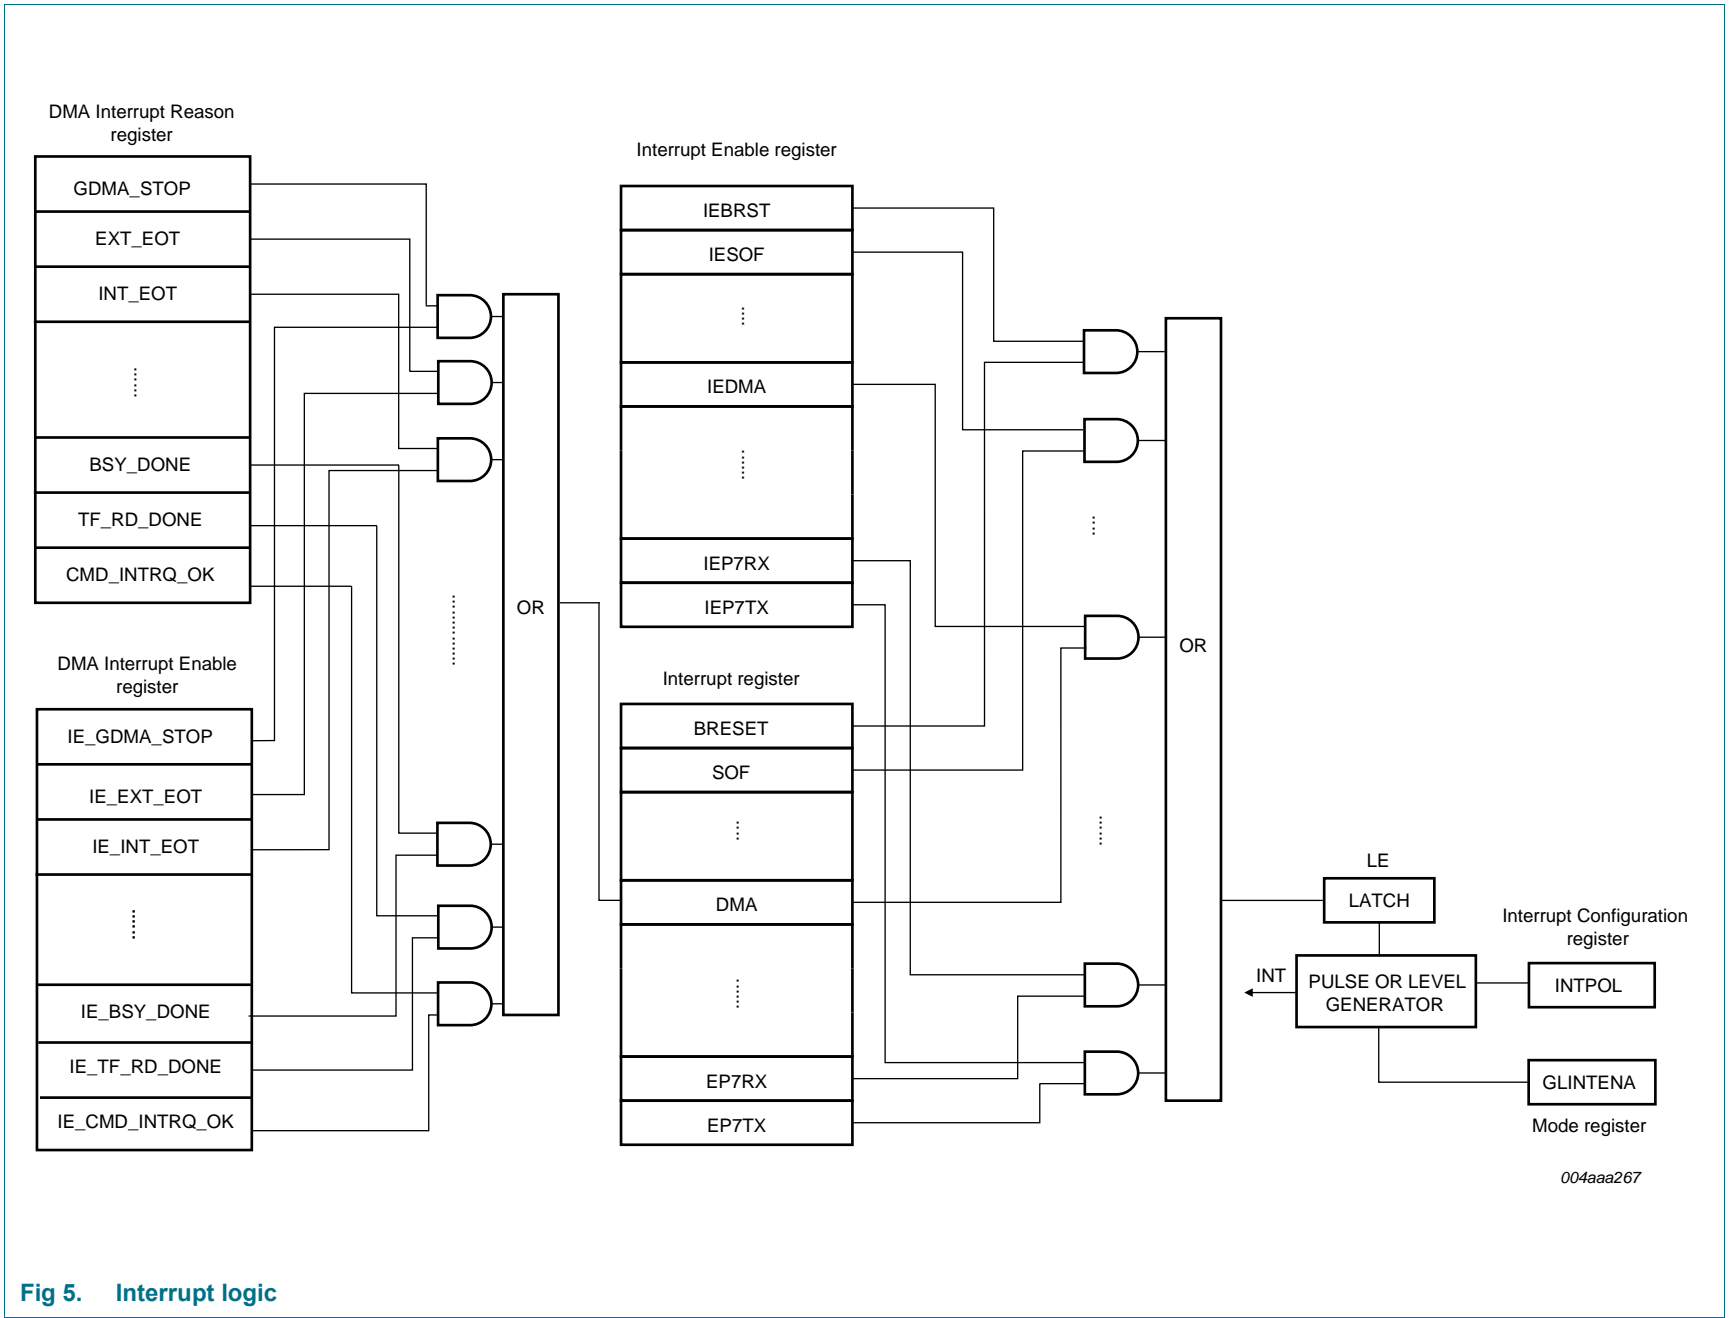 DMA Interrupt Reason
register
GDMA_STOP
EXT_EOT
INT_EOT
BSY_DONE
TF_RD_DONE
CMD_INTRQ_OK
DMA Interrupt Enable
register
IE_GDMA_STOP
IE_EXT_EOT
IE_INT_EOT
IE_BSY_DONE
IE_TF_RD_DONE
IE_CMD_INTRQ_OK
OR
Interrupt Enable register
IEBRST
IESOF
IEDMA
IEP7RX
IEP7TX
Interrupt register
BRESET
SOF
DMA
EP7RX
EP7TX
OR
LE
LATCH
Interrupt Configuration
register
INT
PULSE OR LEVEL
GENERATOR
INTPOL
GLINTENA
Mode register
004aaa267
Fig 5. Interrupt logic